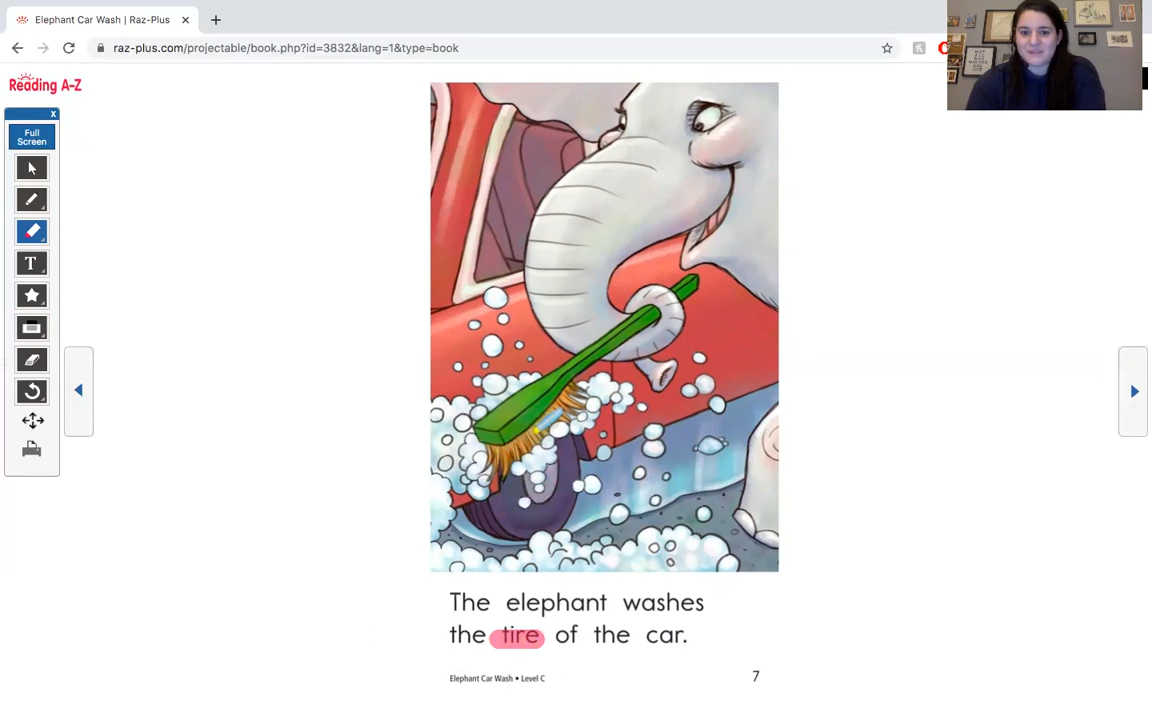 Elephant Car Wash | Raz-Plus
raz-plus.com/projectable/book.php?id=3832&lang=1&type=book
Reading A-Z
x
Full
Screen
T
The elephant washes
the tire of the car.
Elephant Car Wash • Level C
7